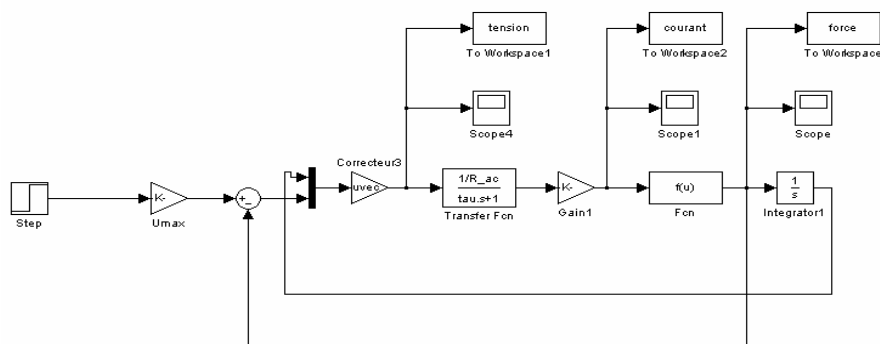 tension
courant
force
To Workspace1
To Workspace2
To Workspace
Scope4
Scope1
Scope
Correcteur3
K-
+
-
uvec
1/R_ac
tau.s+1
K-
f(u)
1
s
Step
Umax
Transfer Fcn
Gain1
Fcn
Integrator1